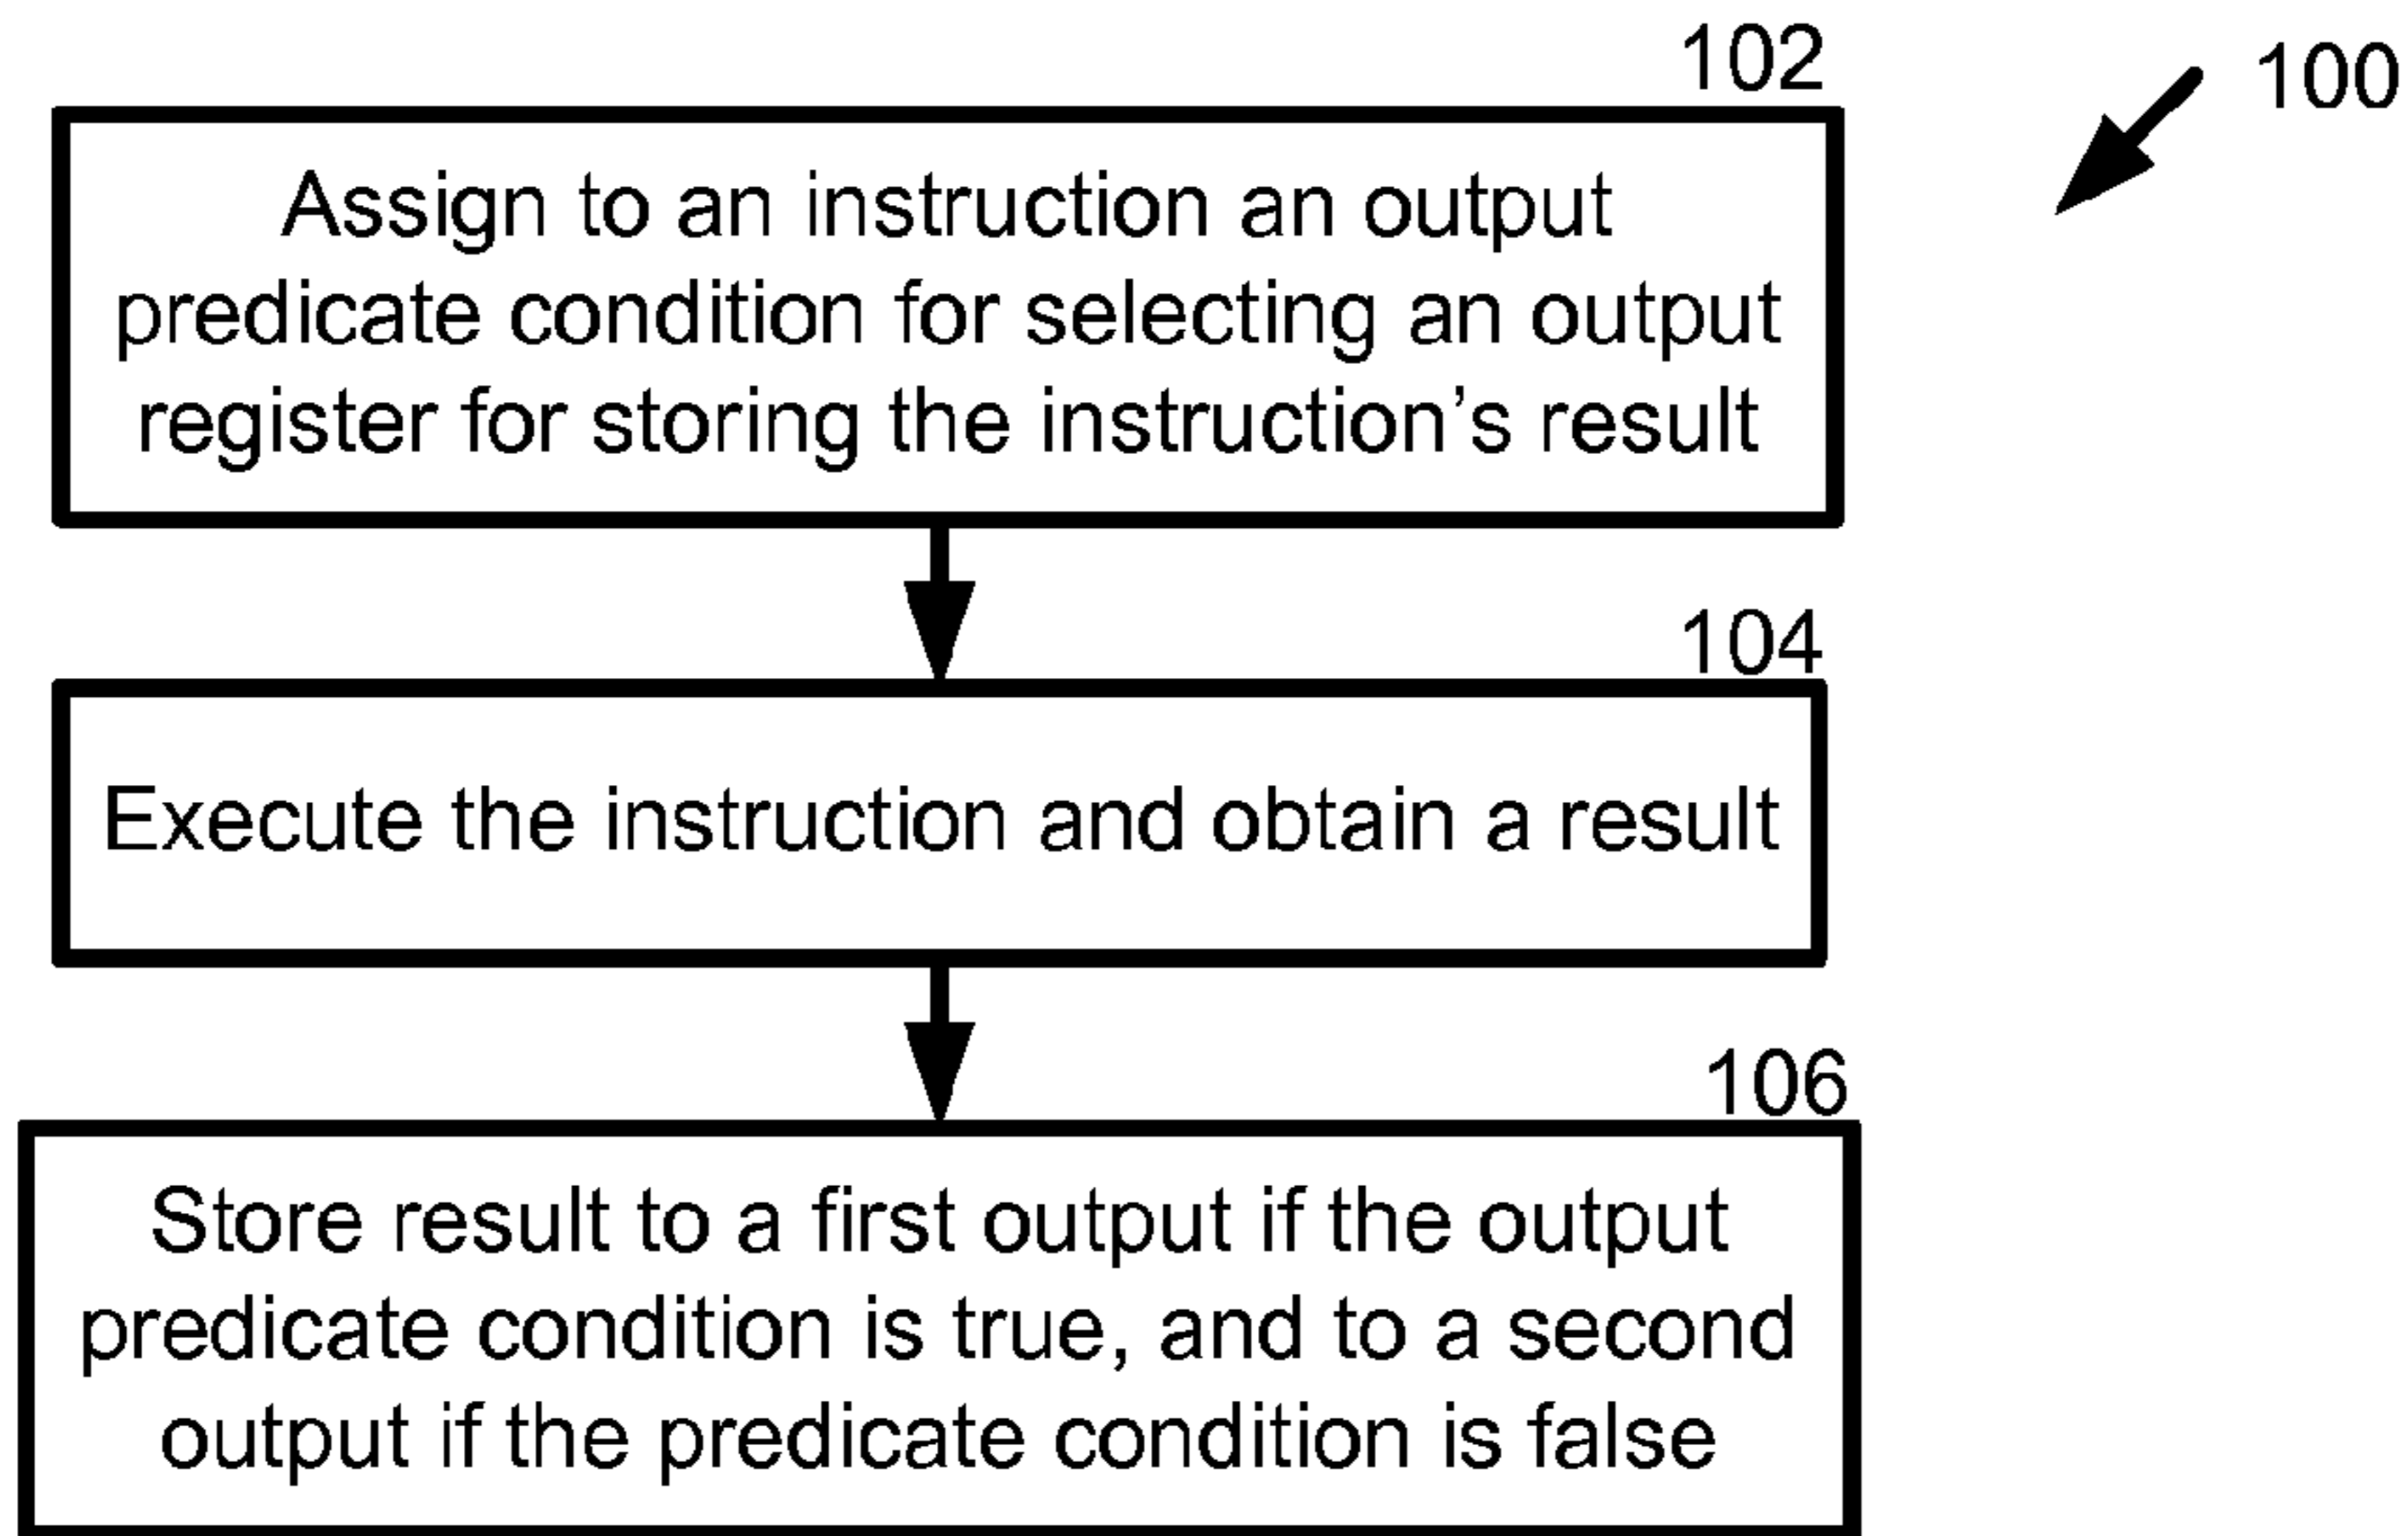 102
100
Assign to an instruction an output
predicate condition for selecting an output
register for storing the instruction's result
104
Execute the instruction and obtain a result
106
Store result to a first output if the output
predicate condition is true, and to a second
output if the predicate condition is false